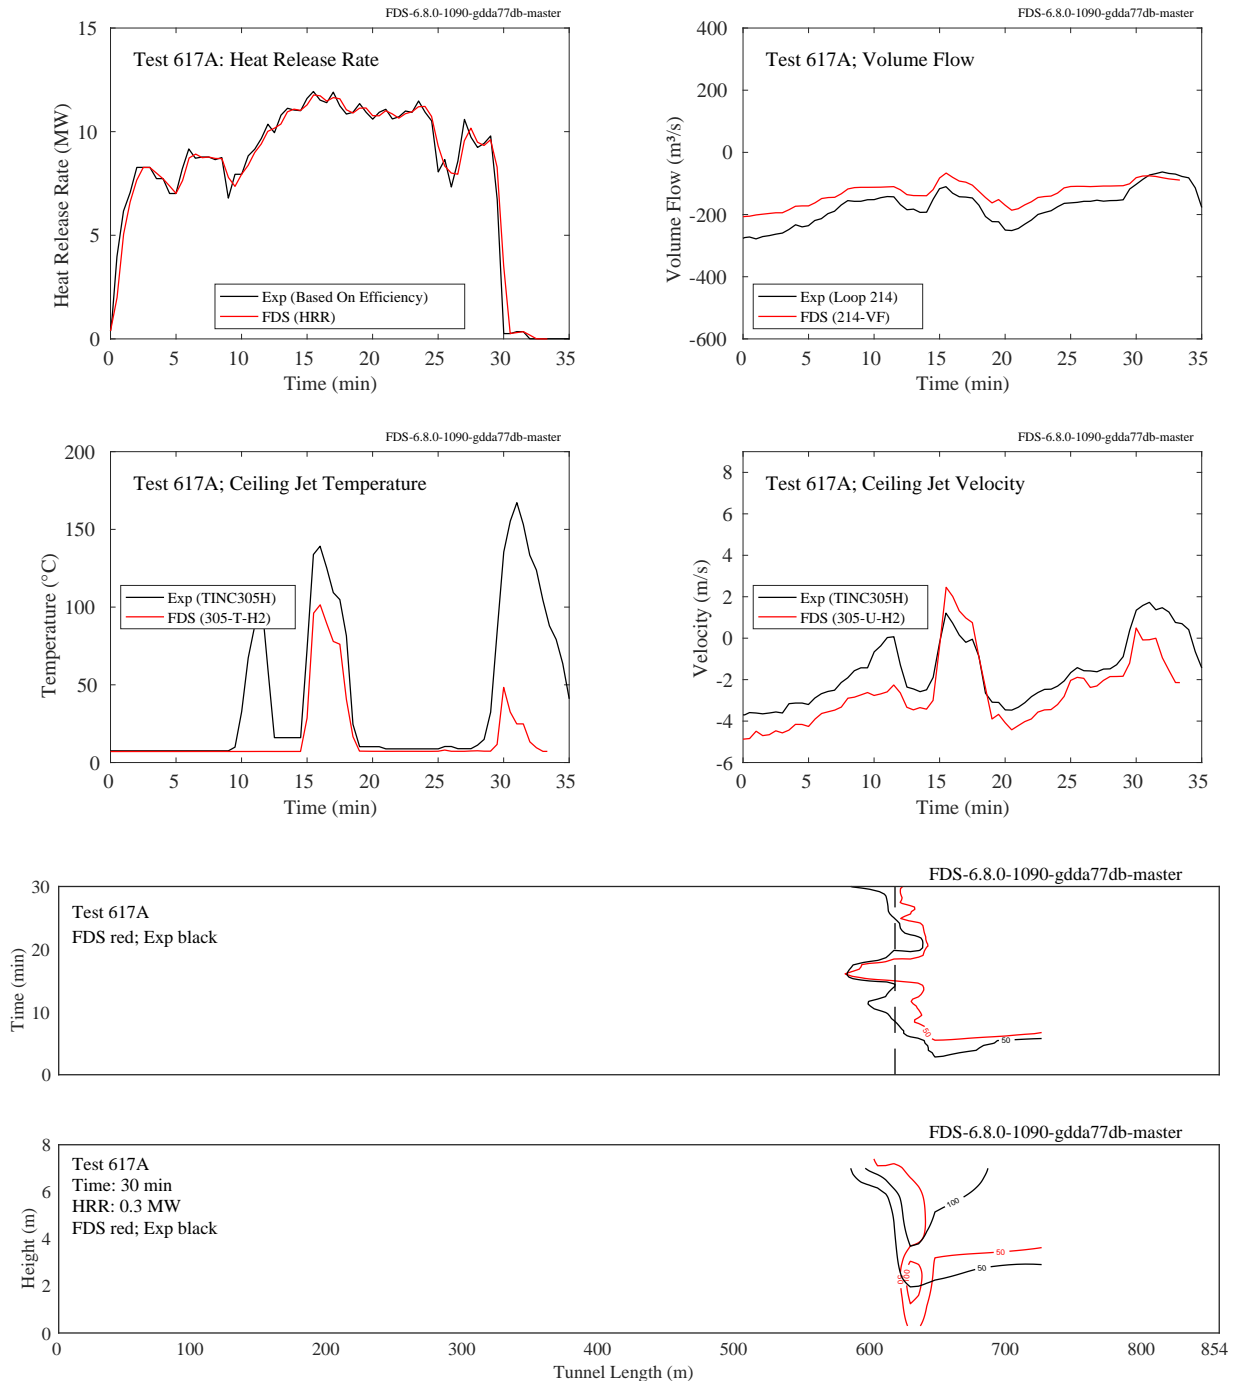 FDS-6.8.0-1090-gdda77db-master
Test 617A: Heat Release Rate
Heat Release Rate (MW)
15
10
5
0
Exp (Based On Efficiency)
FDS (HRR)
0 5 10 15 20 25 30 35
Time (min)
FDS-6.8.0-1090-gdda77db-master
Test 617A; Volume Flow
Volume Flow (m³/s)
400
200
0
-200
-400
-600
Exp (Loop 214)
FDS (214-VF)
0 5 10 15 20 25 30 35
Time (min)
FDS-6.8.0-1090-gdda77db-master
Test 617A; Ceiling Jet Temperature
Temperature (°C)
200
150
100
50
0
Exp (TINC305H)
FDS (305-T-H2)
0 5 10 15 20 25 30 35
Time (min)
FDS-6.8.0-1090-gdda77db-master
Test 617A; Ceiling Jet Velocity
Velocity (m/s)
8
6
4
2
0
-2
-4
-6
Exp (TINC305H)
FDS (305-U-H2)
0 5 10 15 20 25 30 35
Time (min)
FDS-6.8.0-1090-gdda77db-master
Test 617A
FDS red; Exp black
Time (min)
30
20
10
0
50
50
FDS-6.8.0-1090-gdda77db-master
Test 617A
Time: 30 min
HRR: 0.3 MW
FDS red; Exp black
Height (m)
8
6
4
2
0
100
50
50
50
100
0 100 200 300 400 500 600 700 800 854
Tunnel Length (m)